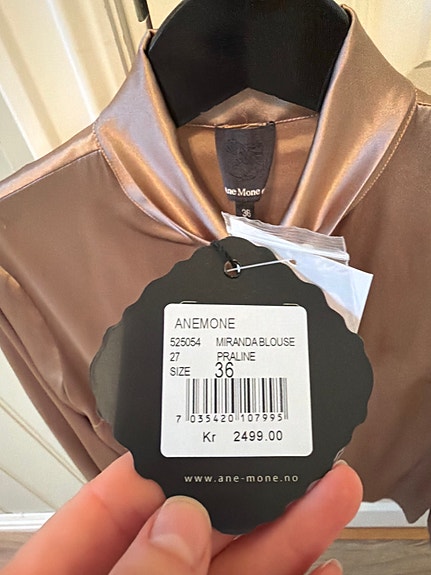 Ane Mone
36
ANEMONE
525054 MIRANDA BLOUSE
27 PRALINE
SIZE 36
7 035420 107995
Kr 2499.00
www.ane-mone.no